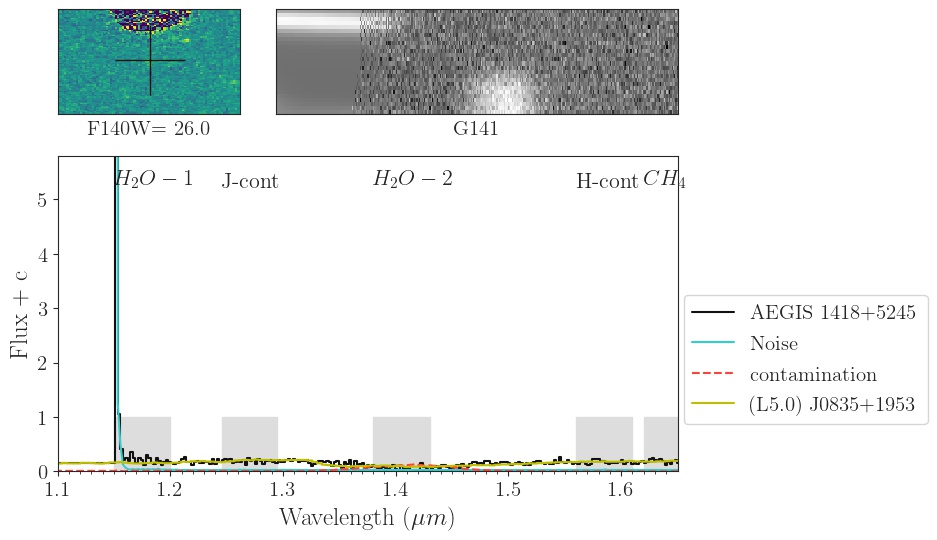 F140W= 26.0
G141
H₂O − 1
J-cont
H₂O − 2
H-cont
CH₄
5
4
3
2
1
0
Flux + c
1.1
1.2
1.3
1.4
1.5
1.6
Wavelength (μm)
AEGIS 1418+5245
Noise
contamination
(L5.0) J0835+1953